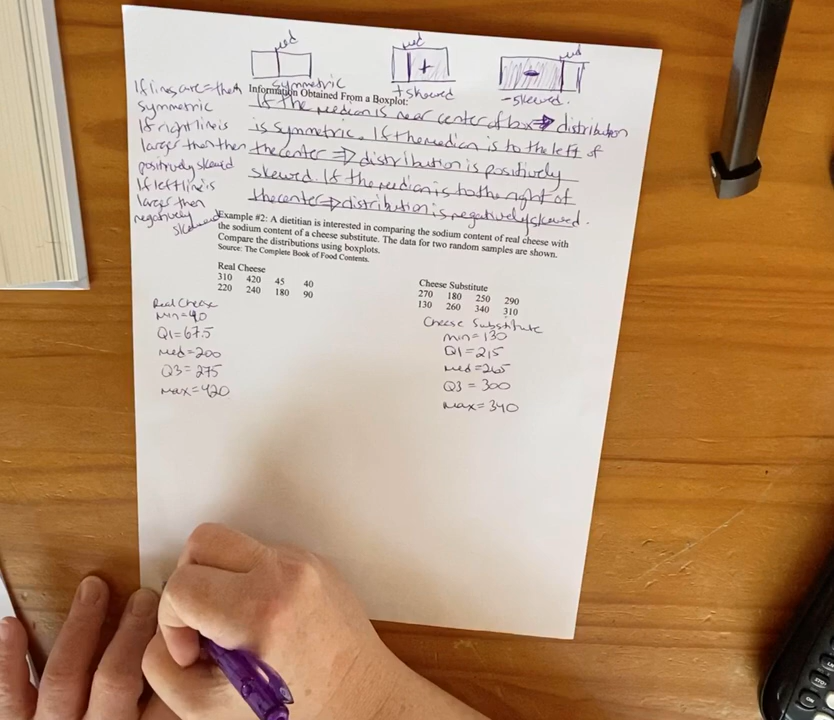 med
med
med
+
-
symmetric
+ skewed
- skewed.
Information Obtained From a Boxplot:
If lines are = then
symmetric
If right line is
larger then then
positively skewed
If left line is
larger then
negatively
skewed
If the median is near center of box ⇒ distribution
is symmetric. If the median is to the left of
the center ⇒ distribution is positively
skewed. If the median is to the right of
the center ⇒ distribution is negatively skewed.
Example #2: A dietitian is interested in comparing the sodium content of real cheese with
the sodium content of a cheese substitute. The data for two random samples are shown.
Compare the distributions using boxplots.
Source: The Complete Book of Food Contents.
Real Cheese
310 420 45 40
220 240 180 90
Cheese Substitute
270 180 250 290
130 260 340 310
Real Cheese
Min = 40
Q1 = 67.5
Med = 200
Q3 = 275
Max = 420
Cheese Substitute
min = 130
Q1 = 215
Med = 265
Q3 = 300
Max = 340